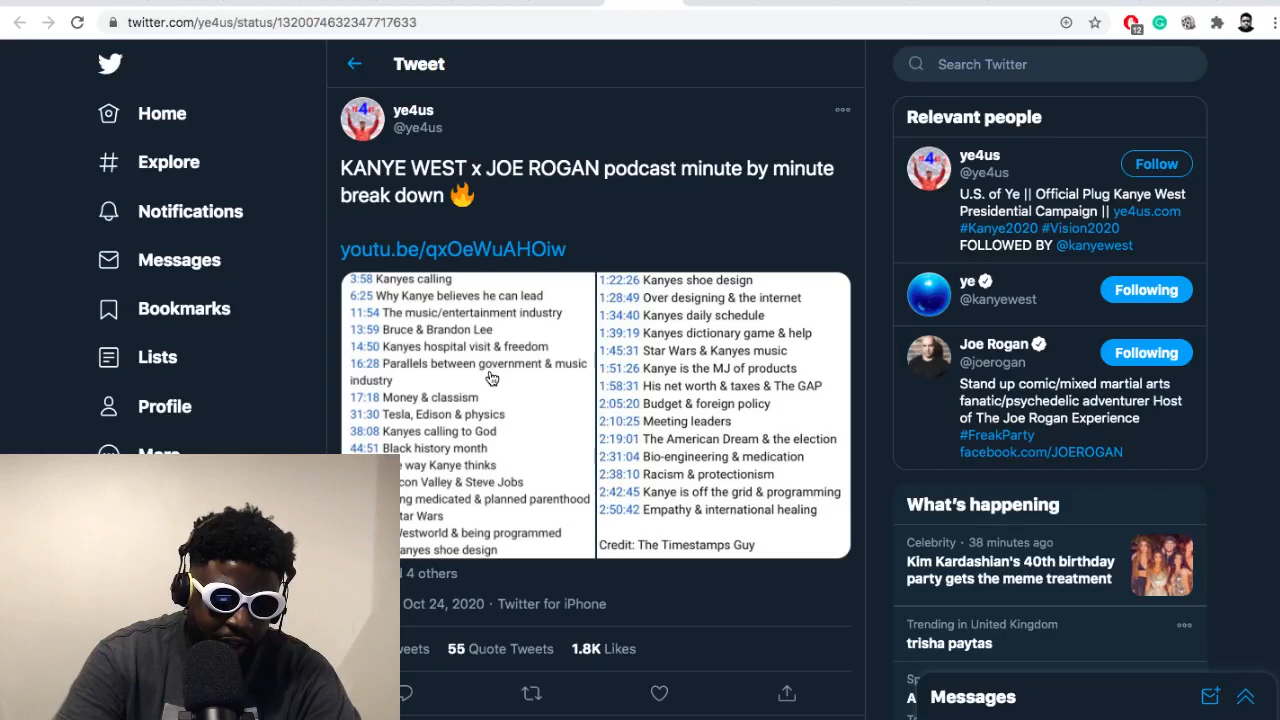 twitter.com/ye4us/status/1320074632347717633
12
Home
Explore
Notifications
Messages
Bookmarks
Lists
Profile
Tweet
ye4us
@ye4us
KANYE WEST x JOE ROGAN podcast minute by minute
break down
youtu.be/qxOeWuAHOiw
3:58 Kanyes calling
6:25 Why Kanye believes he can lead
11:54 The music/entertainment industry
13:59 Bruce & Brandon Lee
14:50 Kanyes hospital visit & freedom
16:28 Parallels between government & music
industry
17:18 Money & classism
31:30 Tesla, Edison & physics
38:08 Kanyes calling to God
44:51 Black history month
way Kanye thinks
& Steve Jobs
medicated & planned parenthood
Wars
& being programmed
shoe design
1:22:26 Kanyes shoe design
1:28:49 Over designing & the internet
1:34:40 Kanyes daily schedule
1:39:19 Kanyes dictionary game & help
1:45:31 Star Wars & Kanyes music
1:51:26 Kanye is the MJ of products
1:58:31 His net worth & taxes & The GAP
2:05:20 Budget & foreign policy
2:10:25 Meeting leaders
2:19:01 The American Dream & the election
2:31:04 Bio-engineering & medication
2:38:10 Racism & protectionism
2:42:45 Kanye is off the grid & programming
2:50:42 Empathy & international healing
Credit: The Timestamps Guy
4 others
Oct 24, 2020 · Twitter for iPhone
55 Quote Tweets 1.8K Likes
Search Twitter
Relevant people
ye4us
@ye4us
Follow
U.S. of Ye || Official Plug Kanye West
Presidential Campaign || ye4us.com
#Kanye2020 #Vision2020
FOLLOWED BY @kanyewest
ye
@kanyewest
Following
Joe Rogan
@joerogan
Following
Stand up comic/mixed martial arts
fanatic/psychedelic adventurer Host
of The Joe Rogan Experience
#FreakParty
facebook.com/JOEROGAN
What's happening
Celebrity · 38 minutes ago
Kim Kardashian's 40th birthday
party gets the meme treatment
Trending in United Kingdom
trisha paytas
Messages